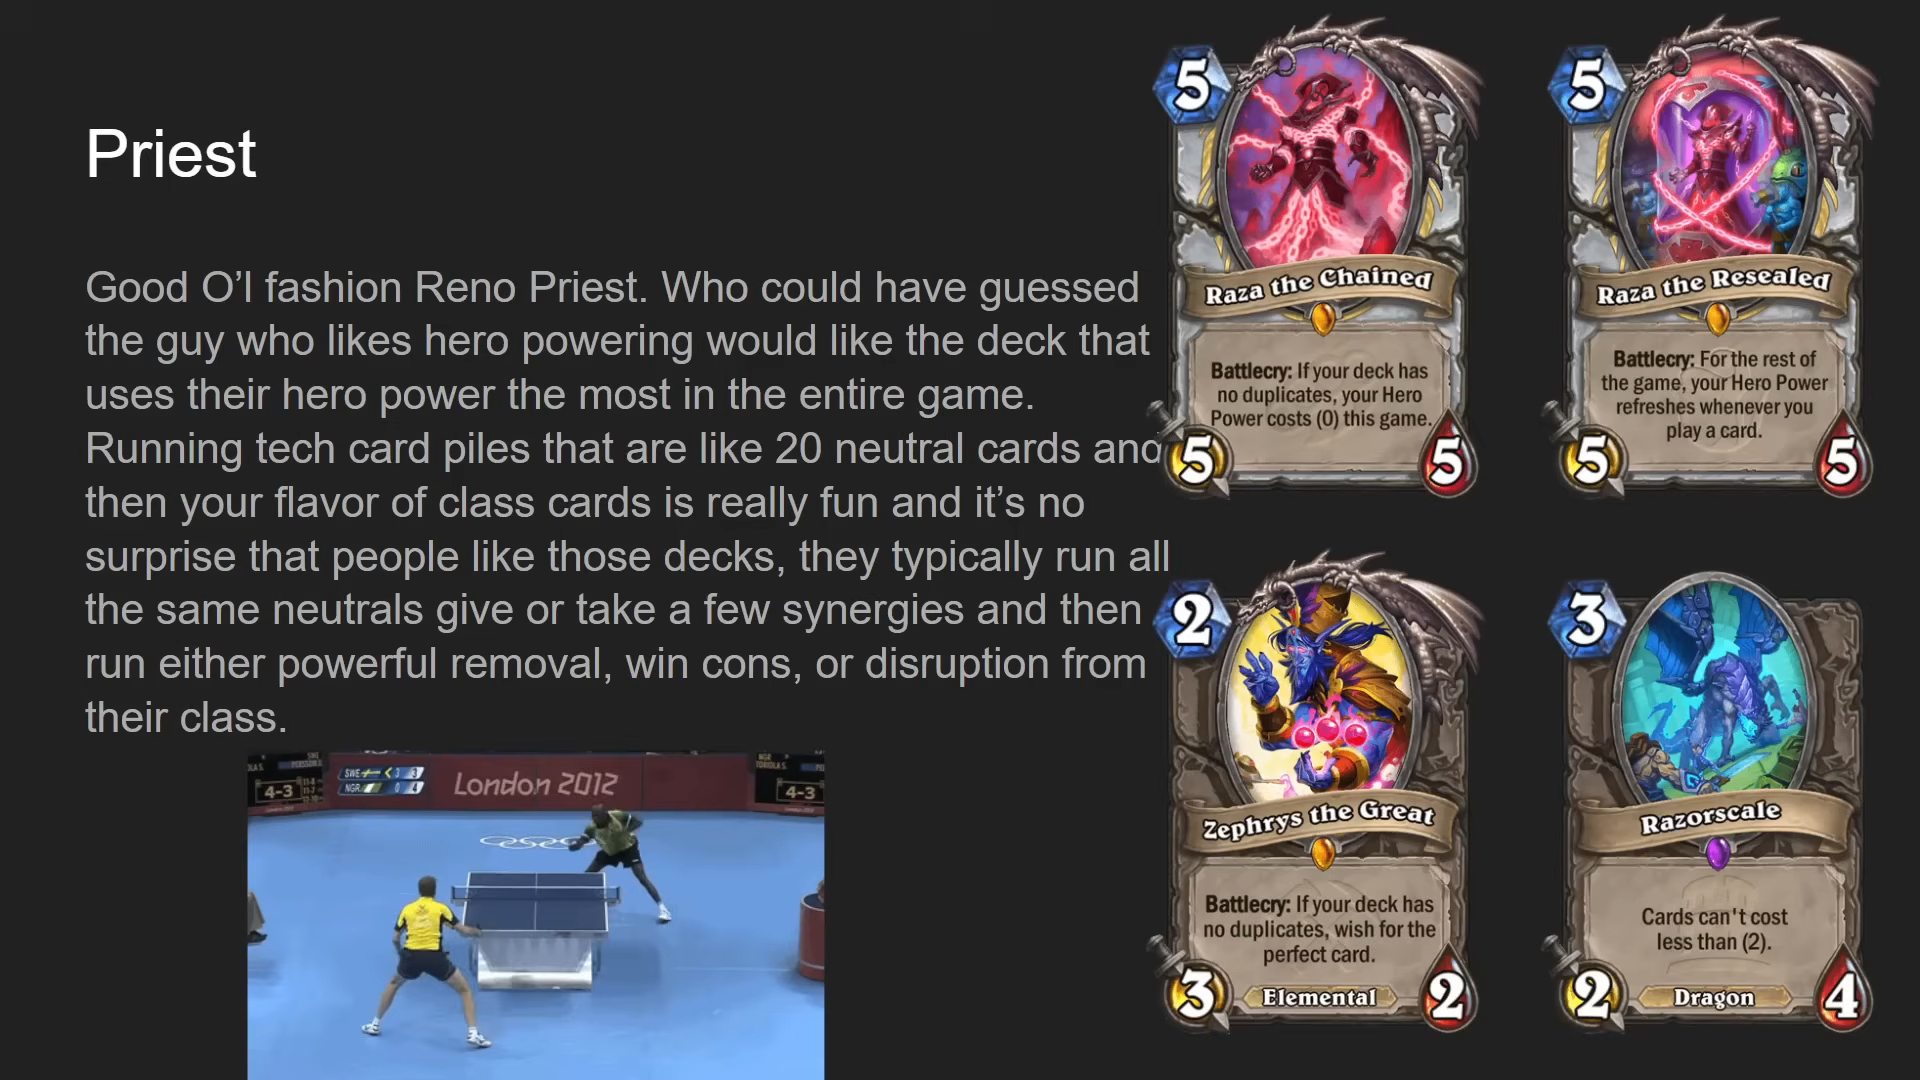 Priest
Good O’l fashion Reno Priest. Who could have guessed
the guy who likes hero powering would like the deck that
uses their hero power the most in the entire game.
Running tech card piles that are like 20 neutral cards and
then your flavor of class cards is really fun and it’s no
surprise that people like those decks, they typically run all
the same neutrals give or take a few synergies and then
run either powerful removal, win cons, or disruption from
their class.
5
Raza the Chained
Battlecry: If your deck has
no duplicates, your Hero
Power costs (0) this game.
5
5
5
Raza the Resealed
Battlecry: For the rest of
the game, your Hero Power
refreshes whenever you
play a card.
5
5
2
Zephrys the Great
Battlecry: If your deck has
no duplicates, wish for the
perfect card.
3
Elemental
2
3
Razorscale
Cards can't cost
less than (2).
2
Dragon
4
SWE 3 3
NGR 0 4
London 2012
4-3
4-3